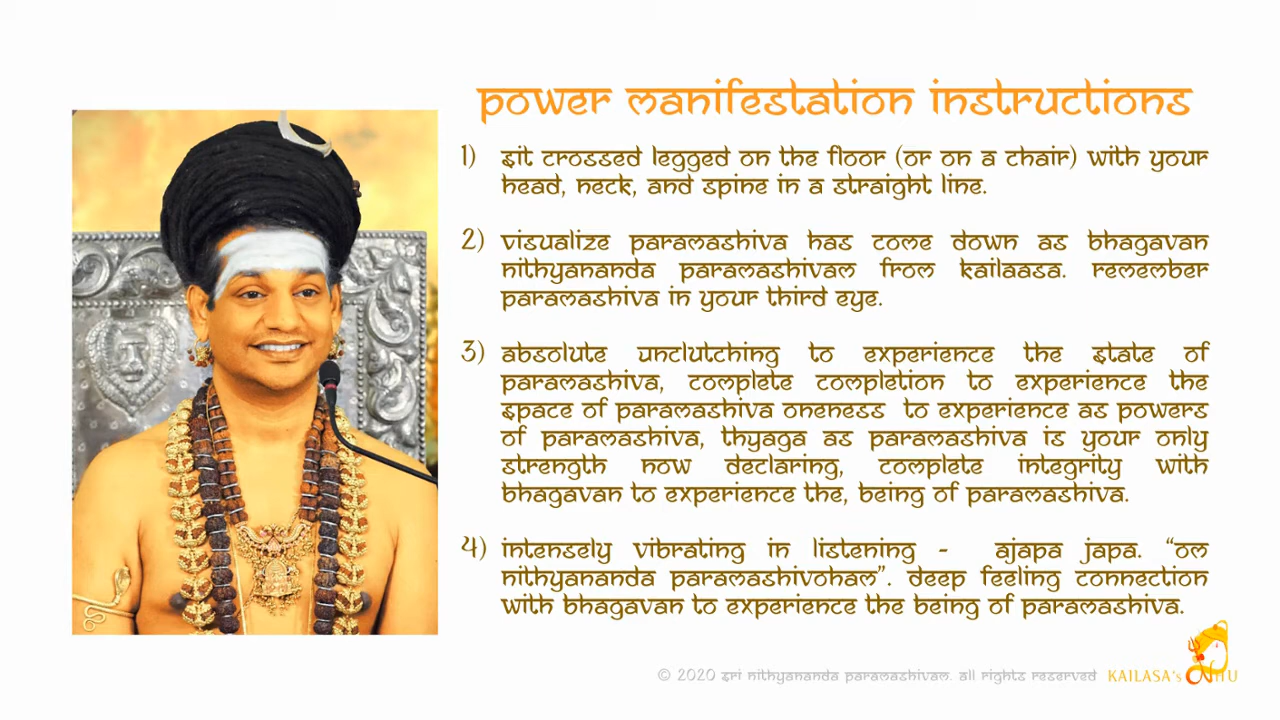 power manifestation instructions
1) sit crossed legged on the floor (or on a chair) with your
head, neck, and spine in a straight line.
2) visualize paramashiva has come down as bhagavan
nithyananda paramashivam from kailaasa. remember
paramashiva in your third eye.
3) absolute unclutching to experience the state of
paramashiva, complete completion to experience the
space of paramashiva oneness to experience as powers
of paramashiva, thyaga as paramashiva is your only
strength now declaring, complete integrity with
bhagavan to experience the, being of paramashiva.
4) intensely vibrating in listening - ajapa japa. “om
nithyananda paramashivoham”. deep feeling connection
with bhagavan to experience the being of paramashiva.
© 2020 sri nithyananda paramashivam. all rights reserved KAILASA's NITU